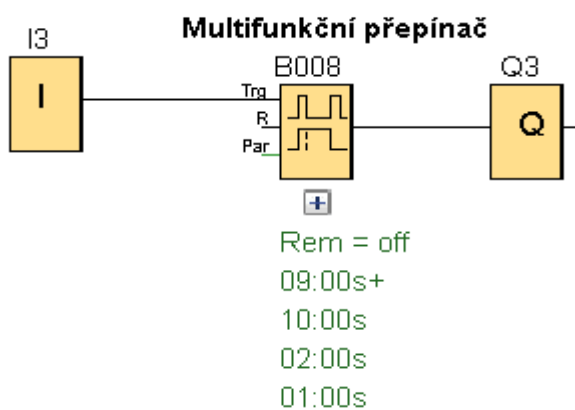 Multifunkční přepínač
I3
B008
Q3
I
Trg
R
Par
Q
Rem = off
09:00s+
10:00s
02:00s
01:00s